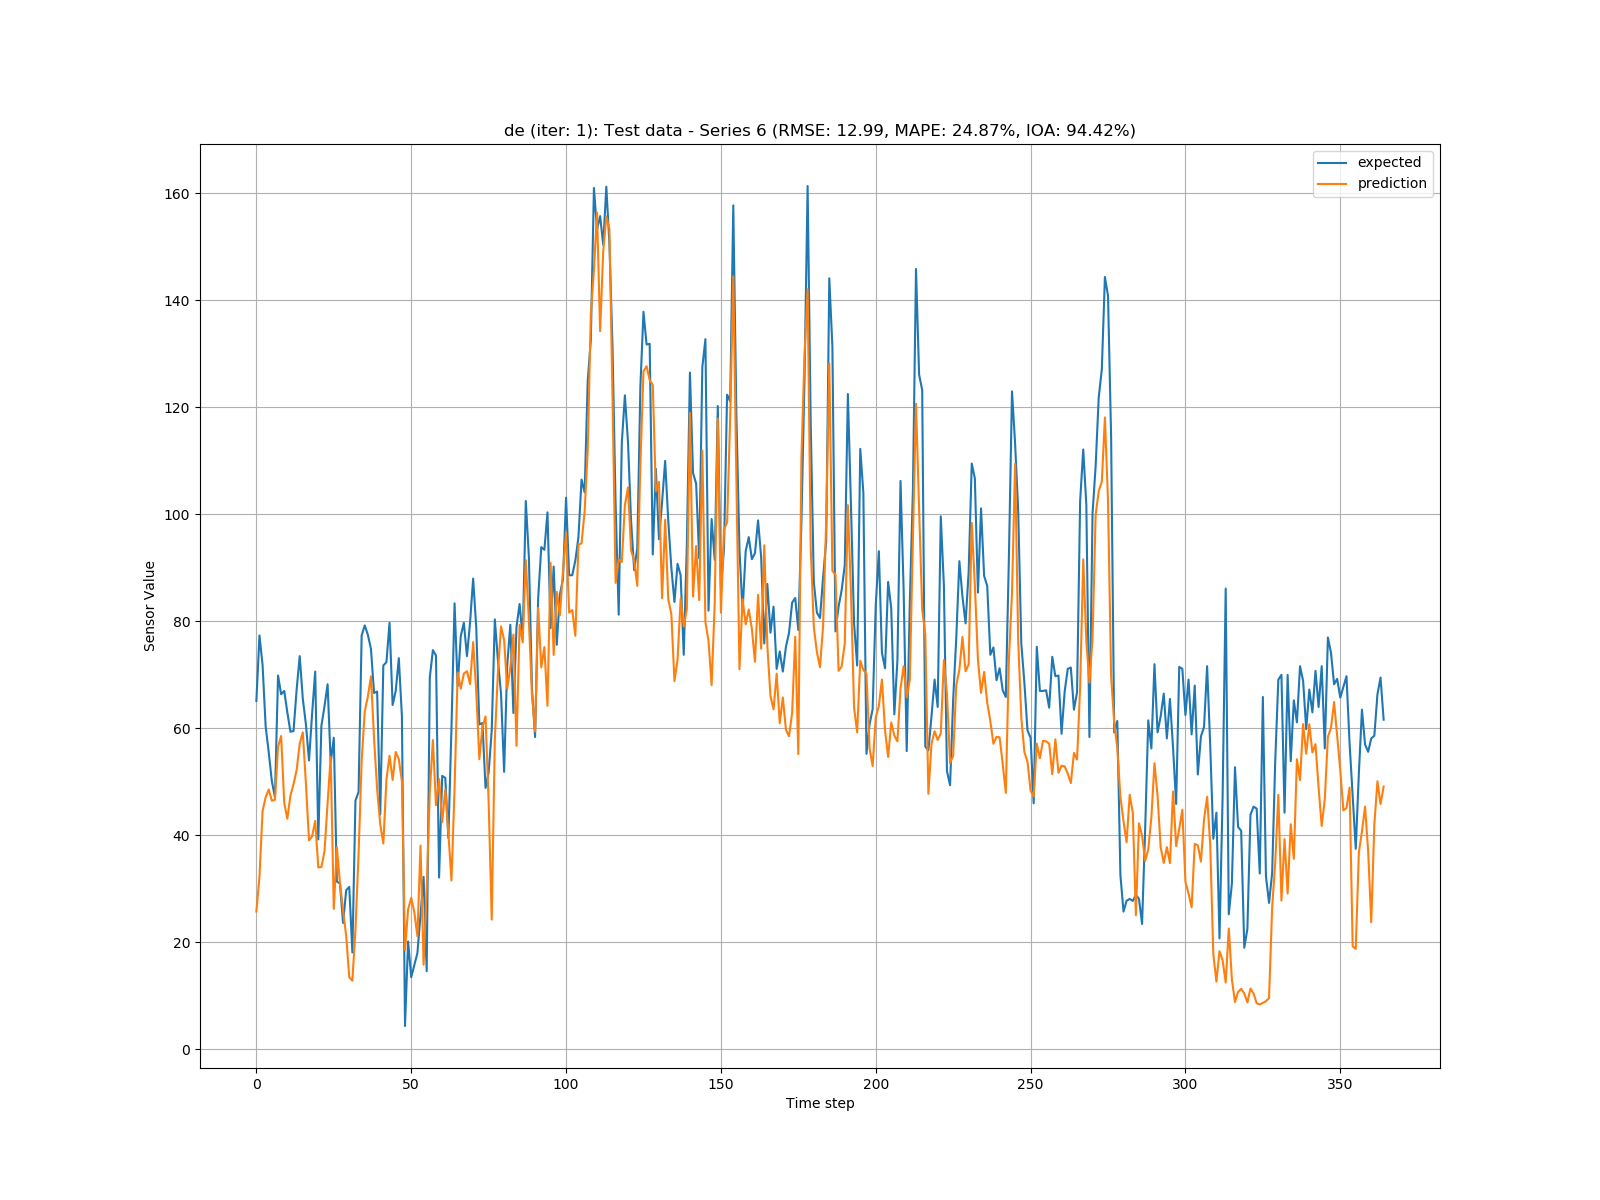 de (iter: 1): Test data - Series 6 (RMSE: 12.99, MAPE: 24.87%, IOA: 94.42%)
expected
prediction
160
140
120
100
80
60
40
20
0
Sensor Value
0 50 100 150 200 250 300 350
Time step